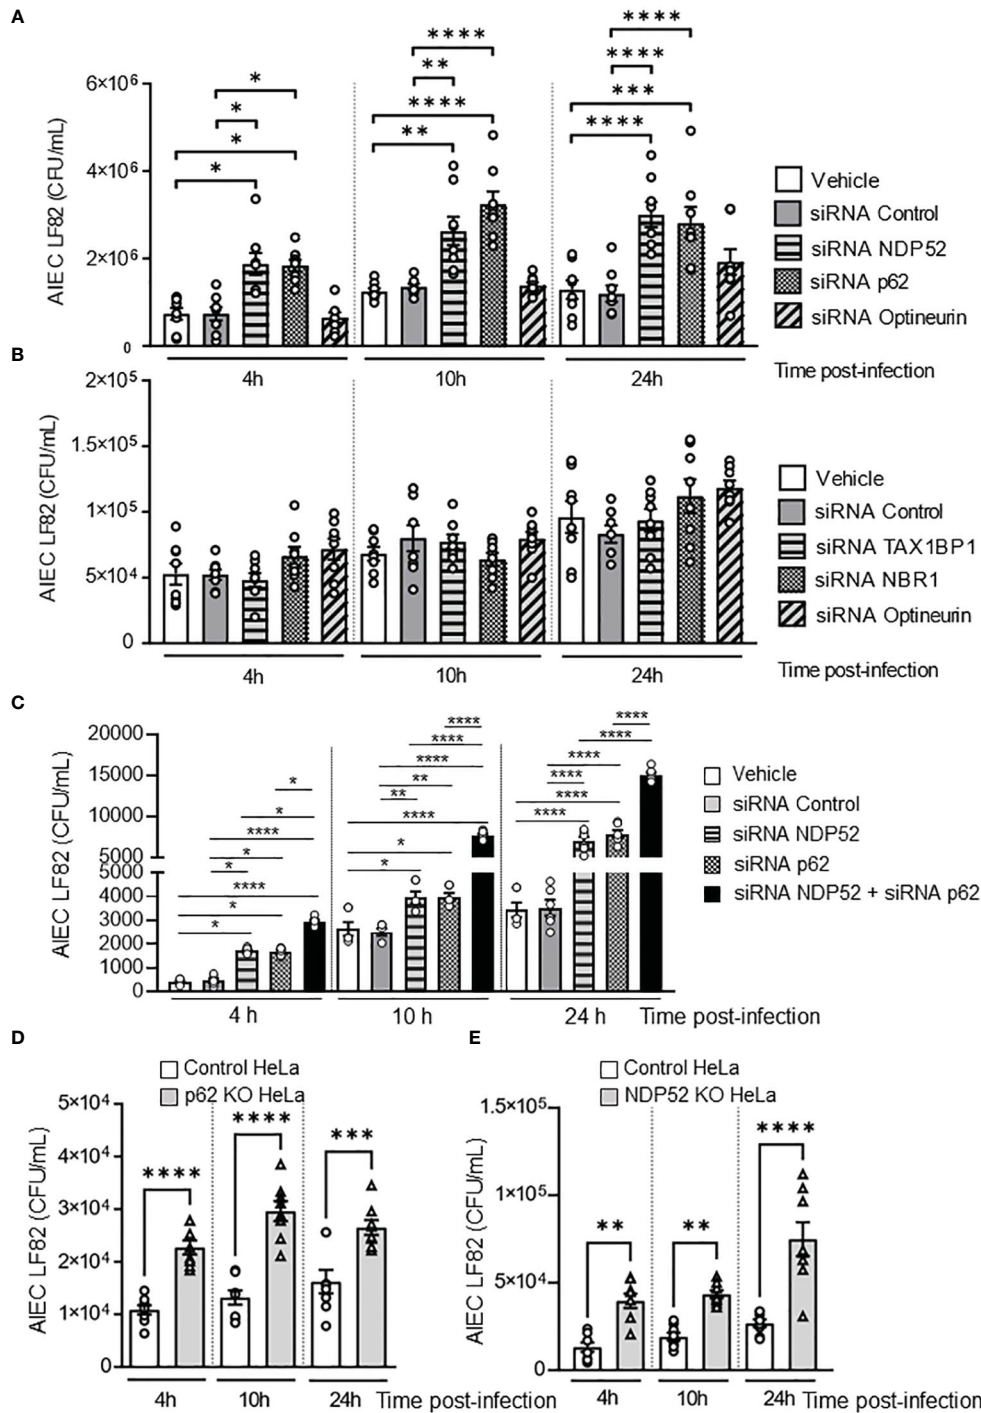 A
AIEC LF82 (CFU/mL)
6×10⁶
4×10⁶
2×10⁶
0
* * * *
** **** ** ****
**** *** **** ****
4h 10h 24h
Time post-infection
Vehicle
siRNA Control
siRNA NDP52
siRNA p62
siRNA Optineurin
B
AIEC LF82 (CFU/mL)
2×10⁵
1.5×10⁵
1×10⁵
5×10⁴
0
4h 10h 24h
Time post-infection
Vehicle
siRNA Control
siRNA TAX1BP1
siRNA NBR1
siRNA Optineurin
C
AIEC LF82 (CFU/mL)
20000
15000
10000
5000
5000
4000
3000
2000
1000
0
* * **** * * **** * *
* * **** ** ** **** **** ****
**** **** **** **** **** ****
4 h 10 h 24 h Time post-infection
Vehicle
siRNA Control
siRNA NDP52
siRNA p62
siRNA NDP52 + siRNA p62
D
Control HeLa
p62 KO HeLa
AIEC LF82 (CFU/mL)
5×10⁴
4×10⁴
3×10⁴
2×10⁴
1×10⁴
0
**** **** ***
4h 10h 24h Time post-infection
E
Control HeLa
NDP52 KO HeLa
AIEC LF82 (CFU/mL)
1.5×10⁵
1×10⁵
5×10⁴
0
** ** ****
4h 10h 24h Time post-infection